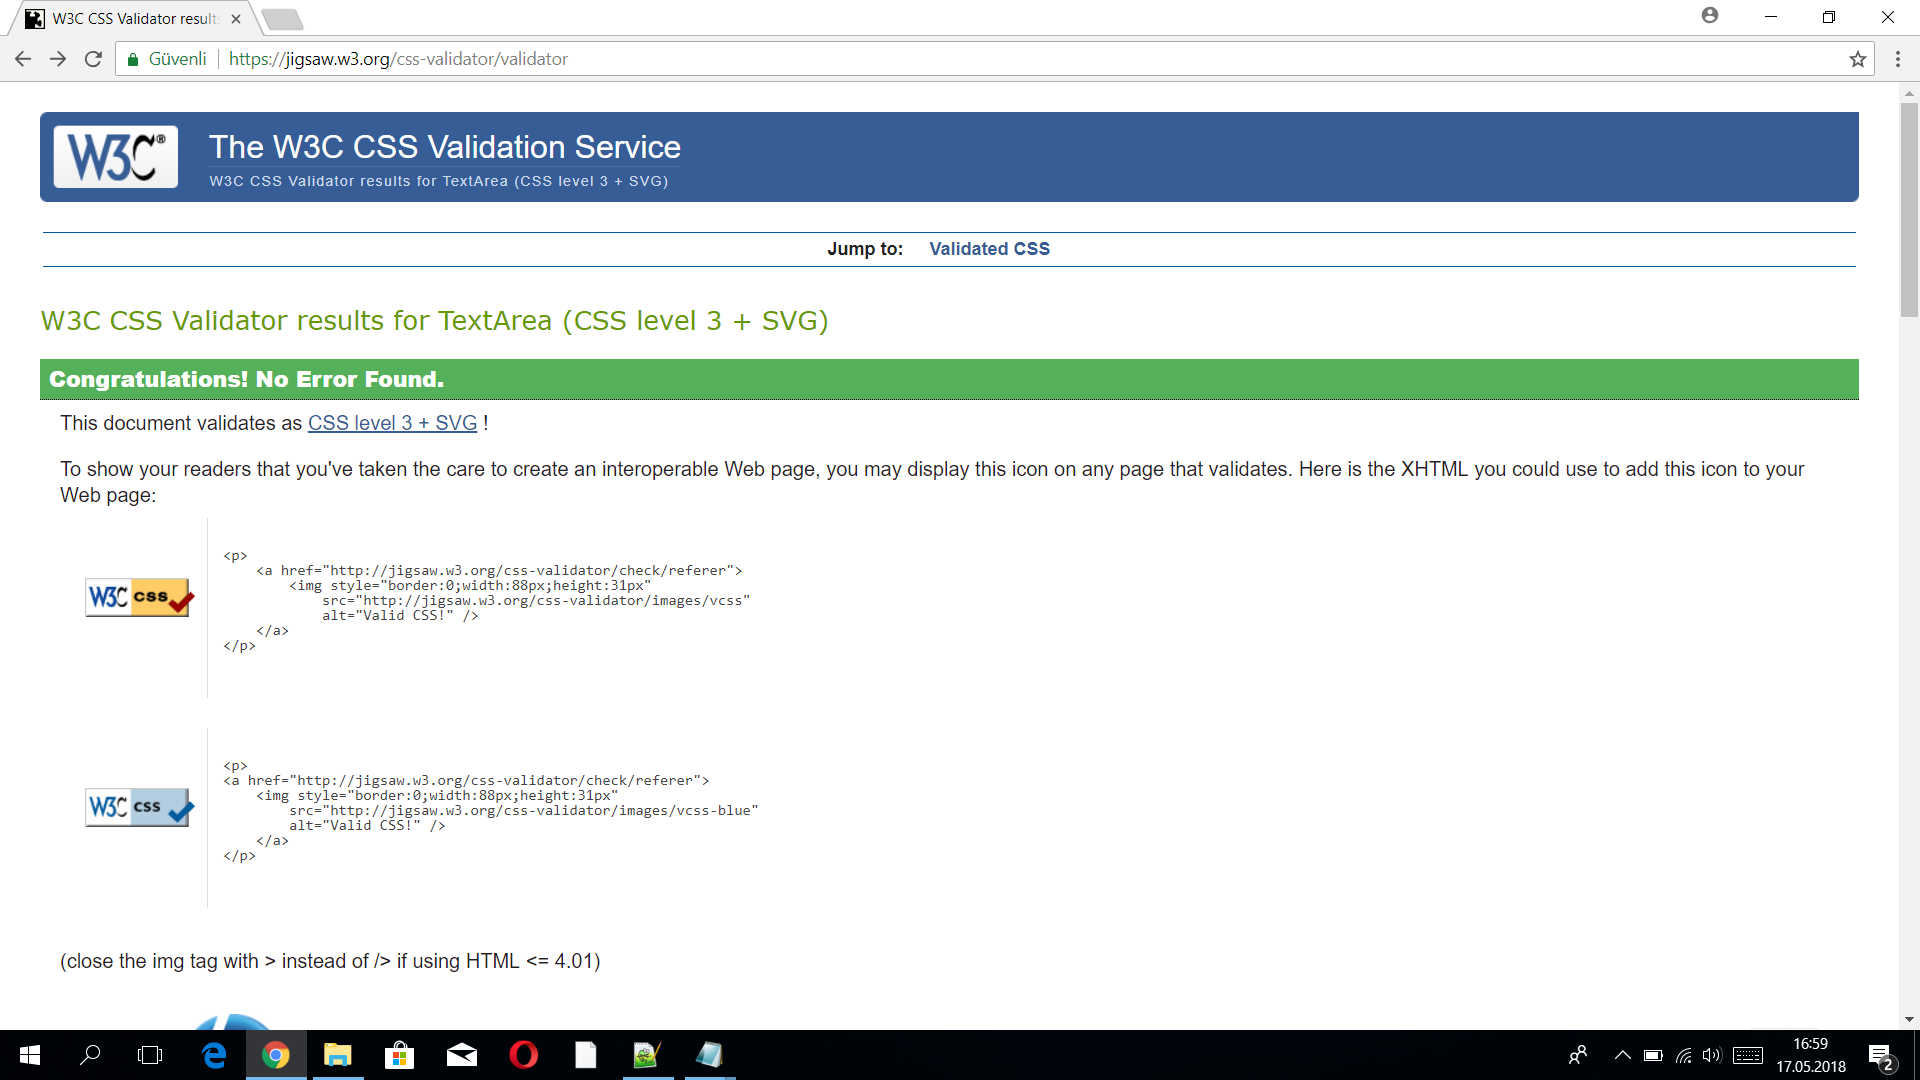 W3C CSS Validator result
Güvenli https://jigsaw.w3.org/css-validator/validator
W3C®
The W3C CSS Validation Service
W3C CSS Validator results for TextArea (CSS level 3 + SVG)
Jump to: Validated CSS
W3C CSS Validator results for TextArea (CSS level 3 + SVG)
Congratulations! No Error Found.
This document validates as CSS level 3 + SVG !
To show your readers that you've taken the care to create an interoperable Web page, you may display this icon on any page that validates. Here is the XHTML you could use to add this icon to your
Web page:
W3C css
<p>
<a href="http://jigsaw.w3.org/css-validator/check/referer">
<img style="border:0;width:88px;height:31px"
src="http://jigsaw.w3.org/css-validator/images/vcss"
alt="Valid CSS!" />
</a>
</p>
W3C css
<p>
<a href="http://jigsaw.w3.org/css-validator/check/referer">
<img style="border:0;width:88px;height:31px"
src="http://jigsaw.w3.org/css-validator/images/vcss-blue"
alt="Valid CSS!" />
</a>
</p>
(close the img tag with > instead of /> if using HTML <= 4.01)
16:59
17.05.2018
2